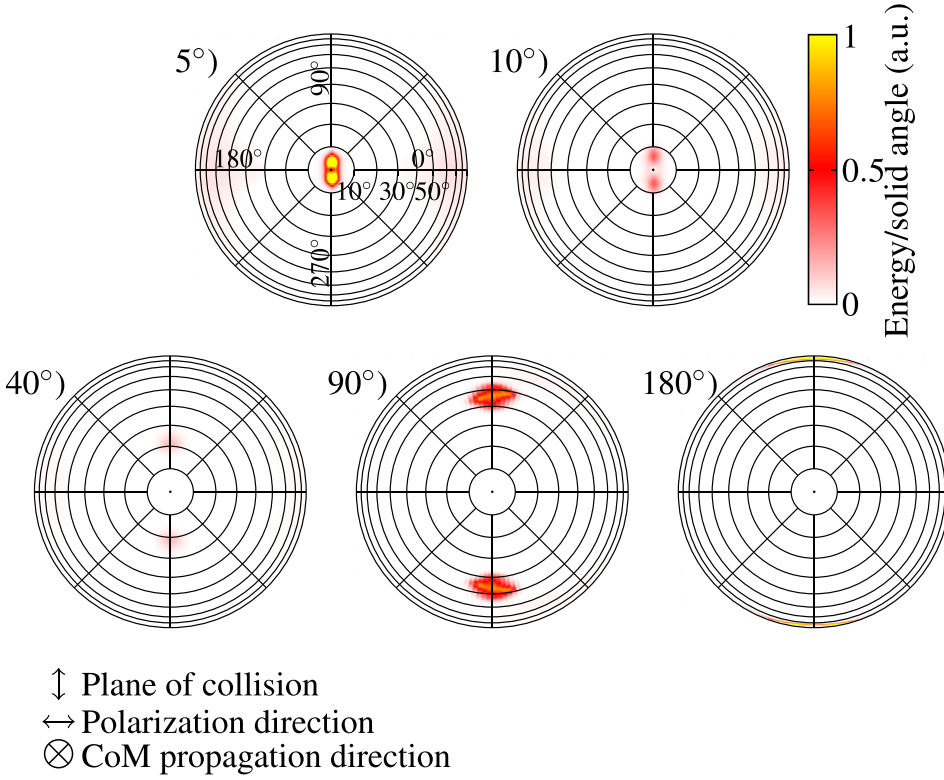 5°)
90°
180°
0°
10° 30° 50°
270°
10°)
1
0.5
0
Energy/solid angle (a.u.)
40°)
90°)
180°)
↕ Plane of collision
↔ Polarization direction
⊗ CoM propagation direction